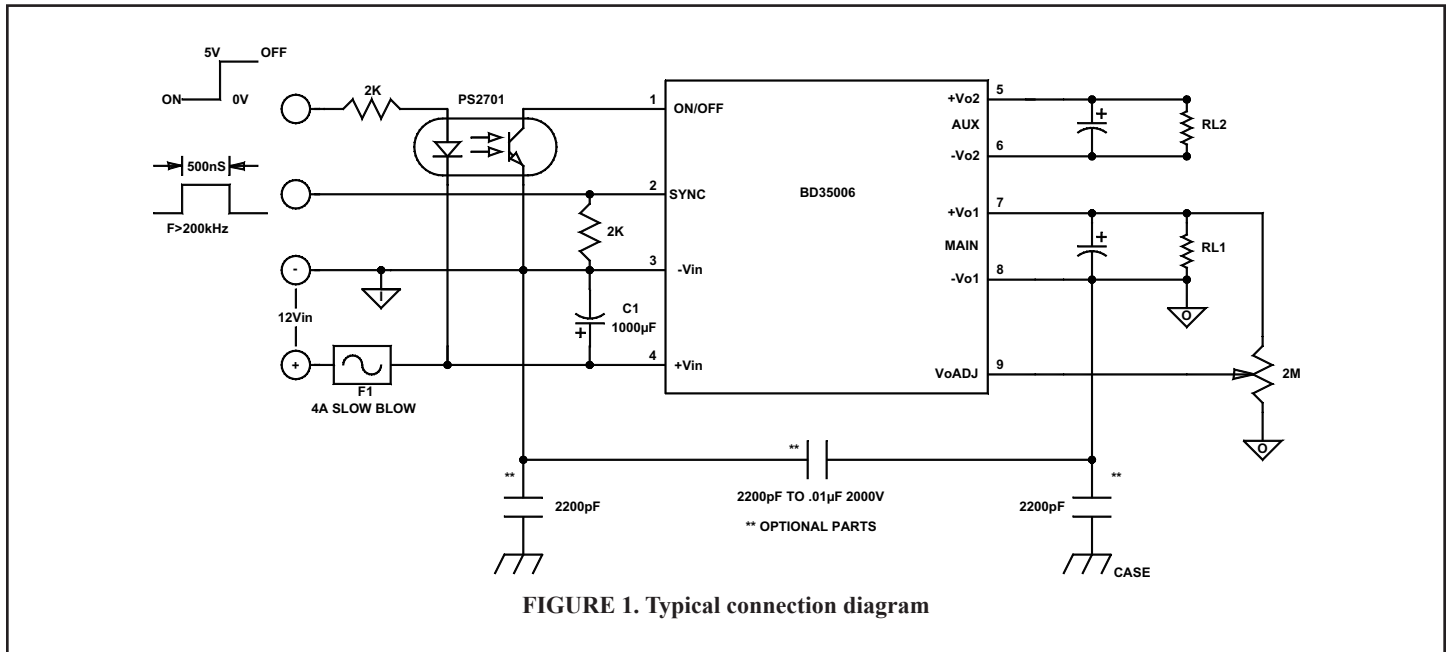 5V OFF
ON 0V
2K
PS2701
500nS
F>200kHz
1 ON/OFF
2 SYNC
2K
3 -Vin
12Vin
-
+
C1
1000µF
+
4 +Vin
F1
4A SLOW BLOW
I
BD35006
5
+Vo2
AUX
6
-Vo2
+
RL2
7
+Vo1
MAIN
8
-Vo1
+
RL1
O
VoADJ 9
2M
O
**
2200pF
**
2200pF TO .01µF 2000V
** OPTIONAL PARTS
**
2200pF
CASE
FIGURE 1. Typical connection diagram